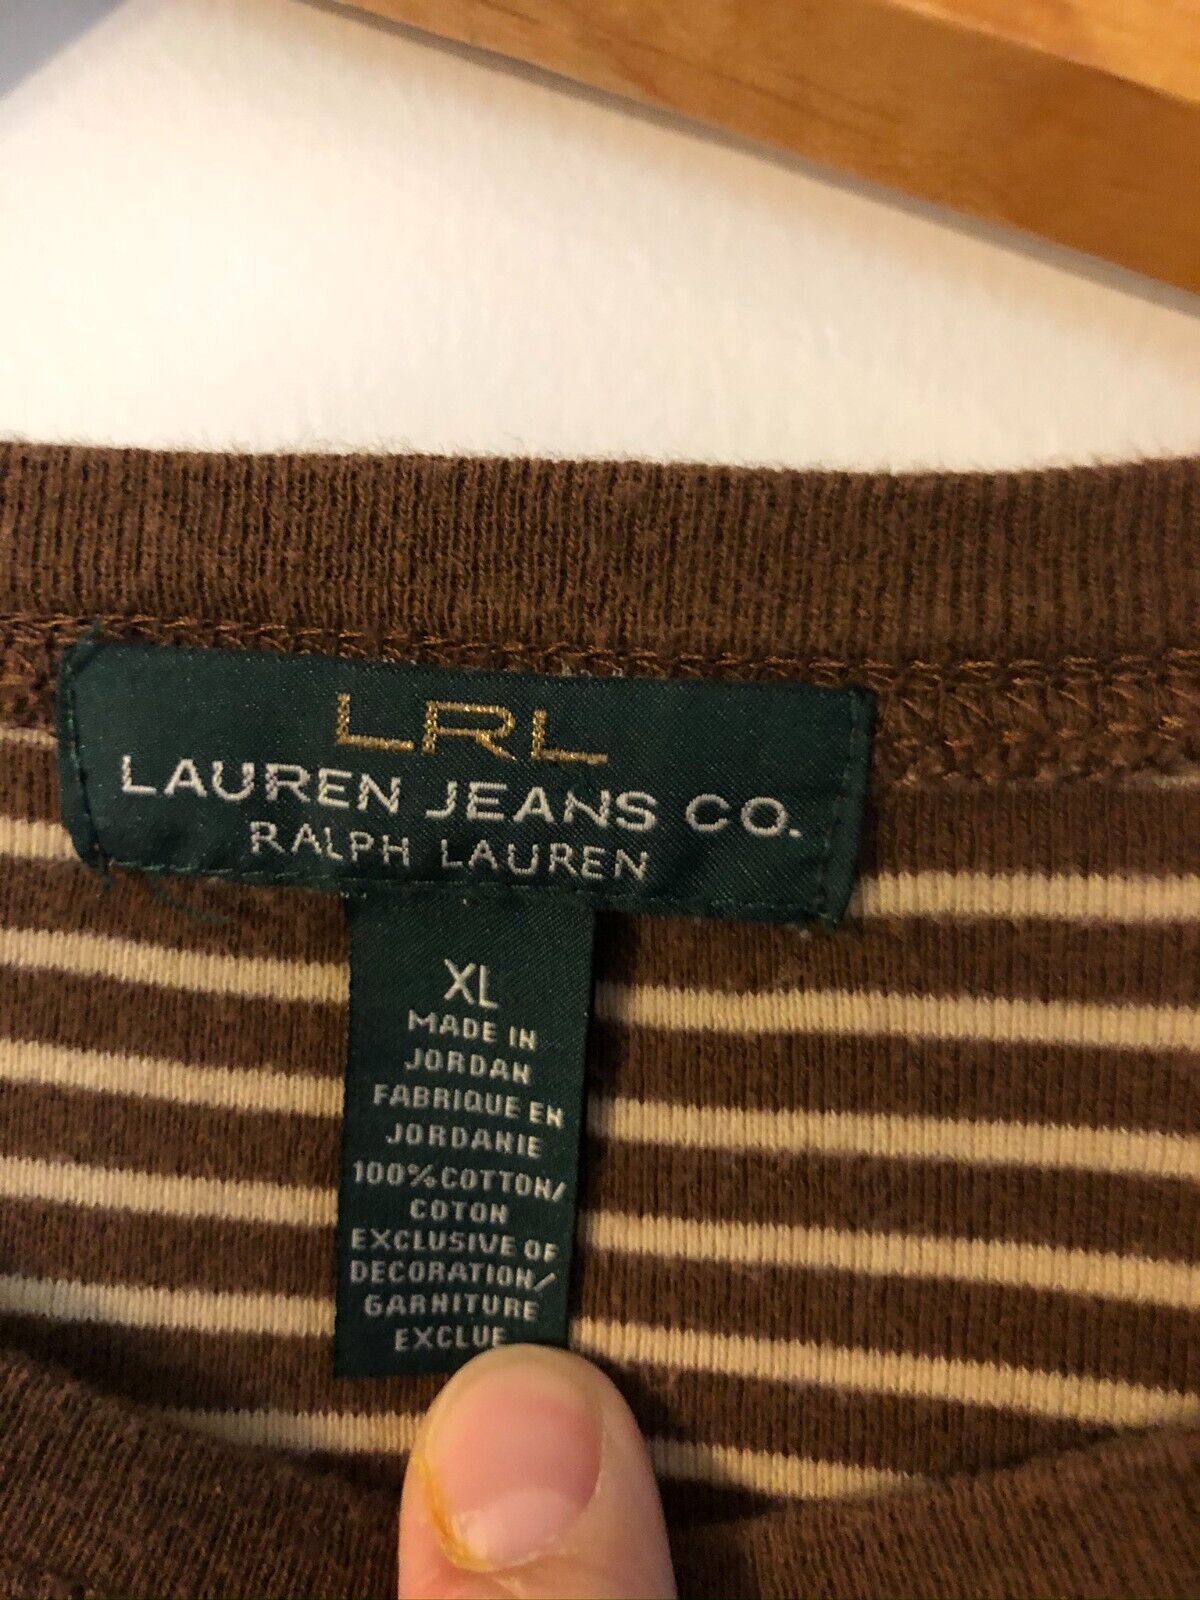 LRL
LAUREN JEANS CO.
RALPH LAUREN
XL
MADE IN
JORDAN
FABRIQUE EN
JORDANIE
100% COTTON/
COTON
EXCLUSIVE OF
DECORATION/
GARNITURE
EXCLUE